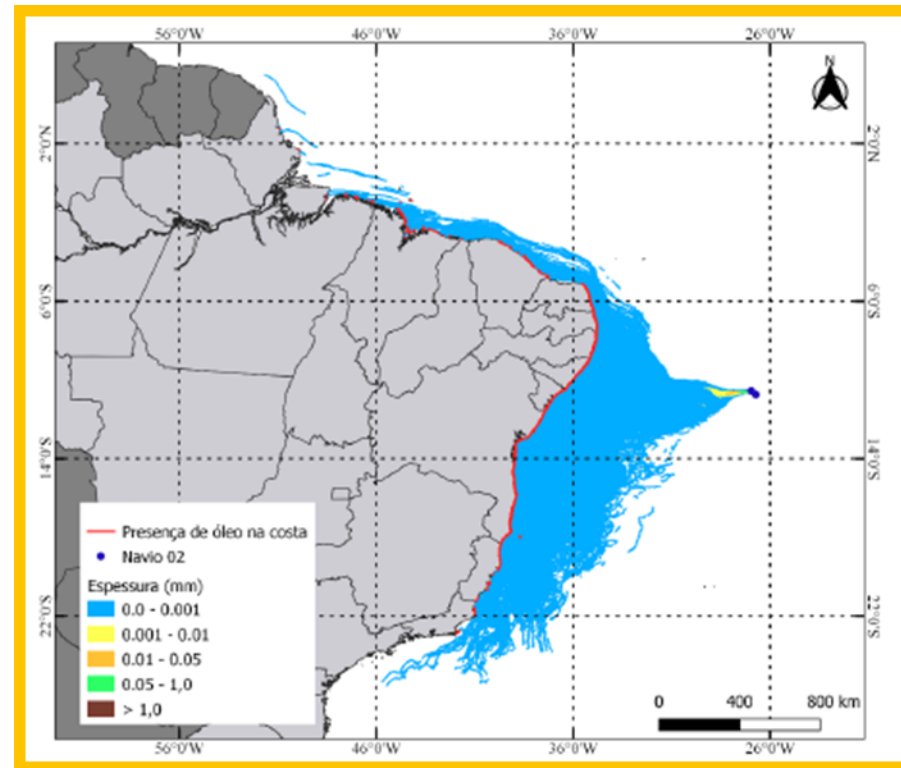 56°0'W 46°0'W 36°0'W 26°0'W
N
2°0'N 2°0'N
6°0'S 6°0'S
14°0'S 14°0'S
22°0'S 22°0'S
Presença de óleo na costa
Navio 02
Espessura (mm)
0.0 - 0.001
0.001 - 0.01
0.01 - 0.05
0.05 - 1,0
> 1,0
0 400 800 km
56°0'W 46°0'W 36°0'W 26°0'W